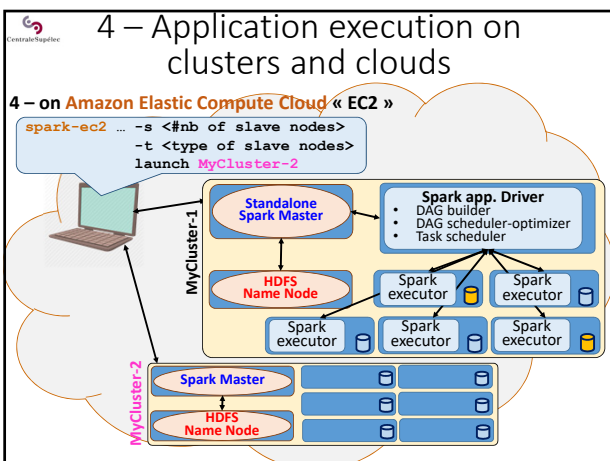 CentraleSupélec
4 – Application execution on
clusters and clouds
4 – on Amazon Elastic Compute Cloud « EC2 »
spark-ec2 … -s <#nb of slave nodes>
-t <type of slave nodes>
launch MyCluster-2
MyCluster-1
Standalone
Spark Master
Spark app. Driver
• DAG builder
• DAG scheduler-optimizer
• Task scheduler
HDFS
Name Node
Spark
executor
Spark
executor
Spark
executor
Spark
executor
Spark
executor
MyCluster-2
Spark Master
HDFS
Name Node